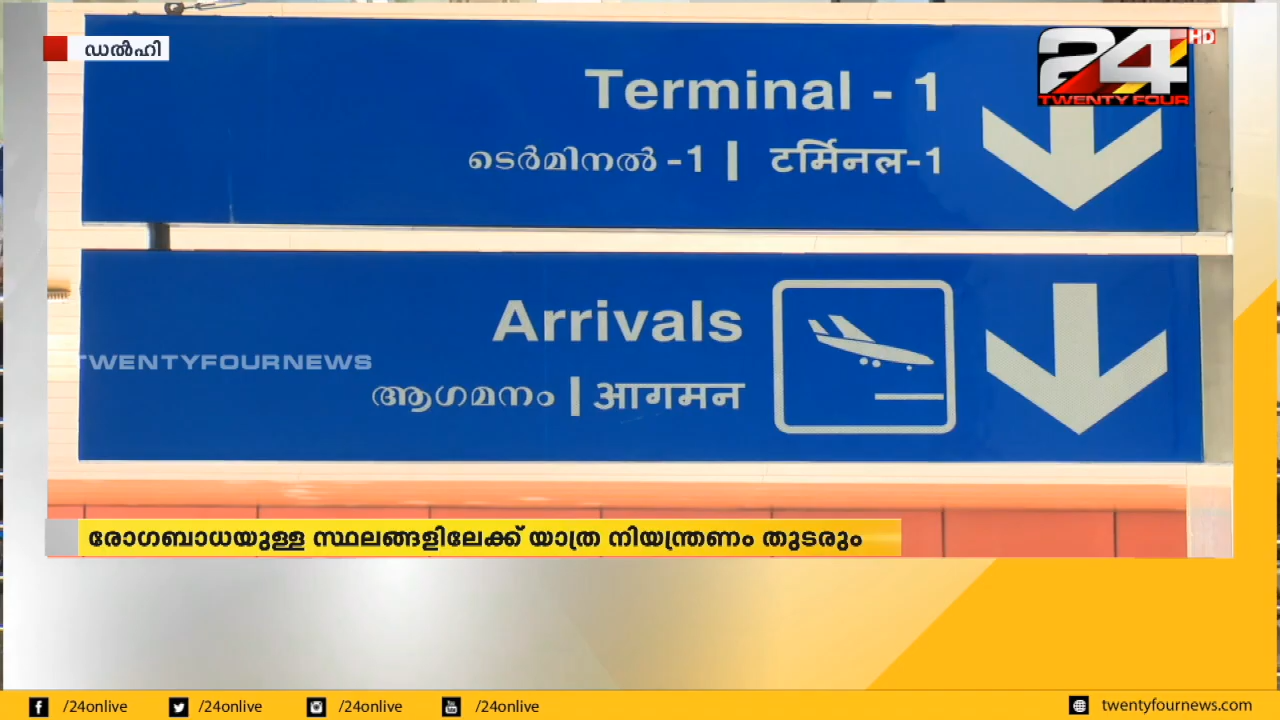 ഡൽഹി
24 HD
TWENTY FOUR
Terminal - 1
ടെർമിനൽ -1 | टर्मिनल-1
Arrivals
TWENTYFOURNEWS
ആഗമനം | आगमन
രോഗബാധയുള്ള സ്ഥലങ്ങളിലേക്ക് യാത്ര നിയന്ത്രണം തുടരും
/24onlive /24onlive /24onlive /24onlive twentyfournews.com